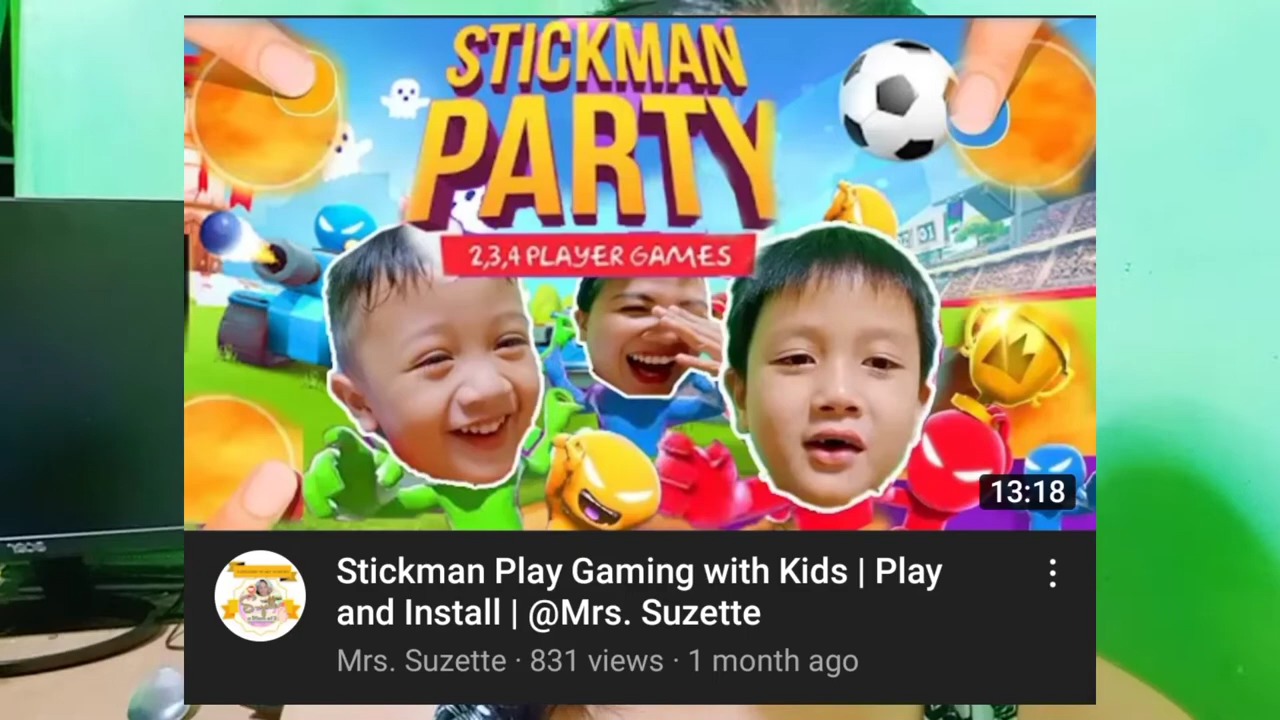 STICKMAN
PARTY
2,3,4 PLAYER GAMES
13:18
Stickman Play Gaming with Kids | Play
and Install | @Mrs. Suzette
Mrs. Suzette · 831 views · 1 month ago